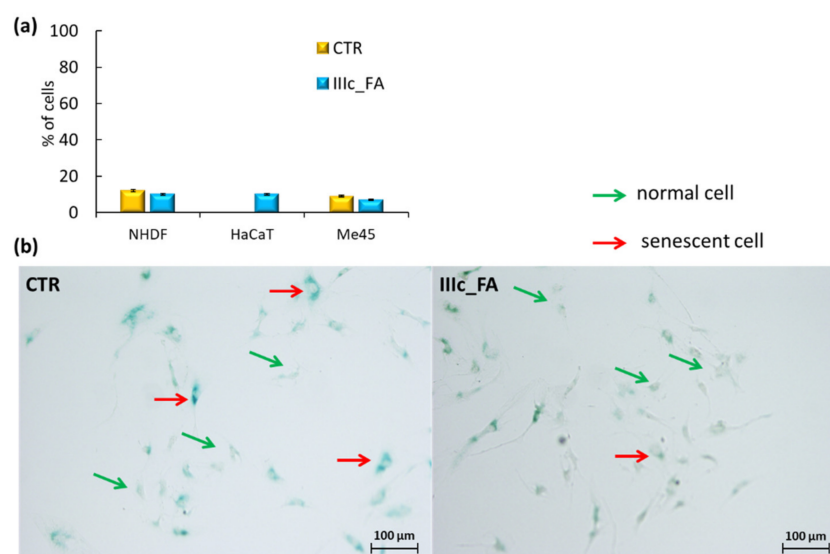 (a)
100
80
60
40
20
0
% of cells
CTR
IIIc_FA
NHDF
HaCaT
Me45
normal cell
senescent cell
(b)
CTR
IIIc_FA
100 µm
100 µm